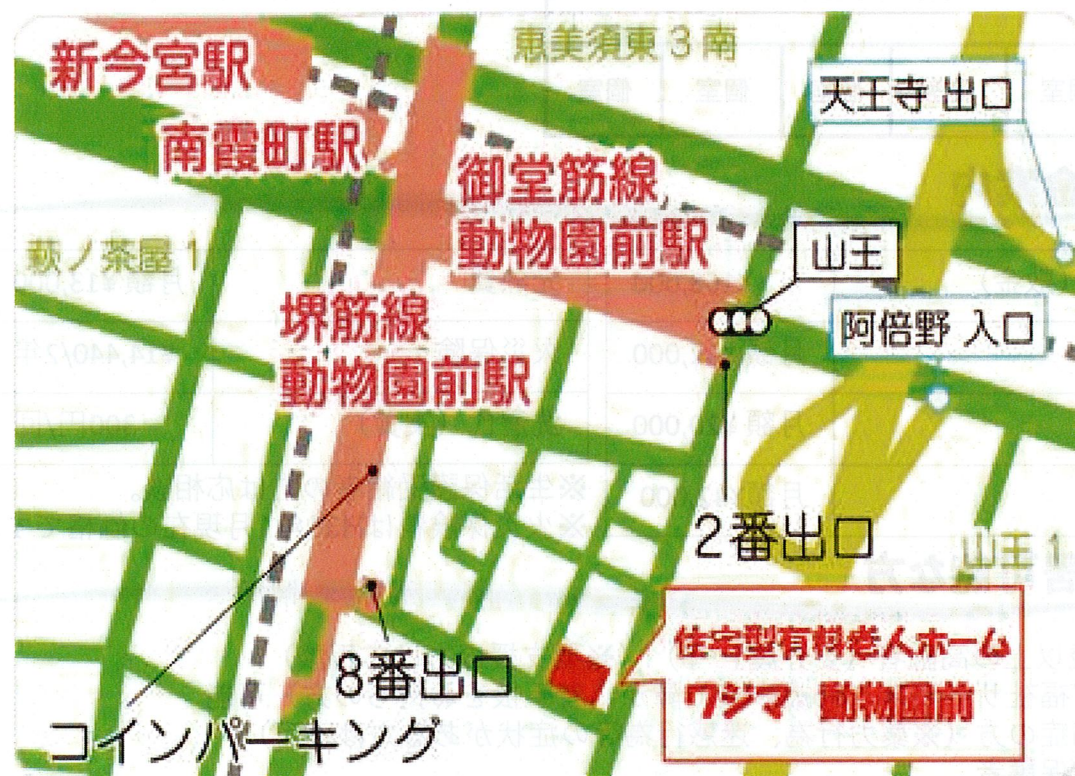 新今宮駅
恵美須東3南
天王寺 出口
南霞町駅
御堂筋線
動物園前駅
萩ノ茶屋1
山王
阿倍野 入口
堺筋線
動物園前駅
2番出口
山王1
住宅型有料老人ホーム
ワジマ 動物園前
8番出口
コインパーキング